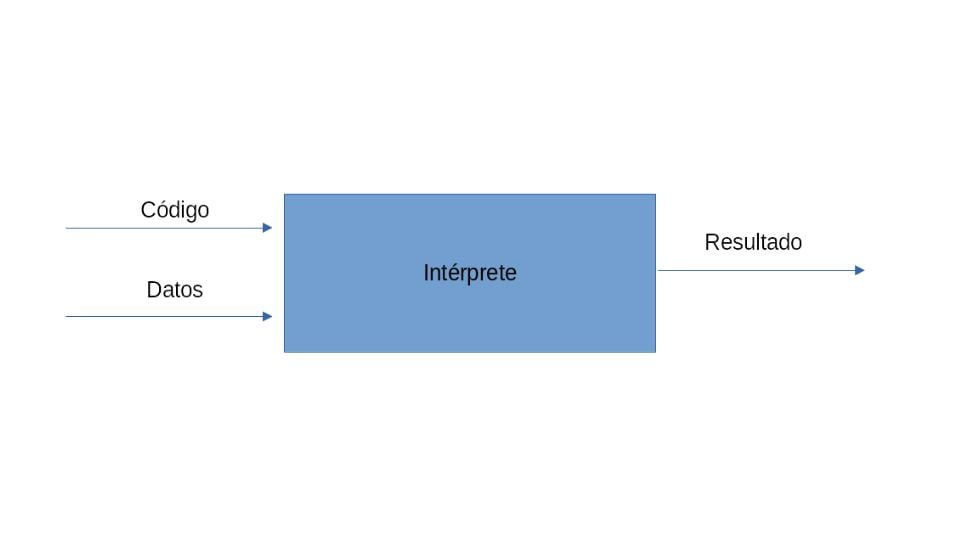 Código
Datos
Intérprete
Resultado